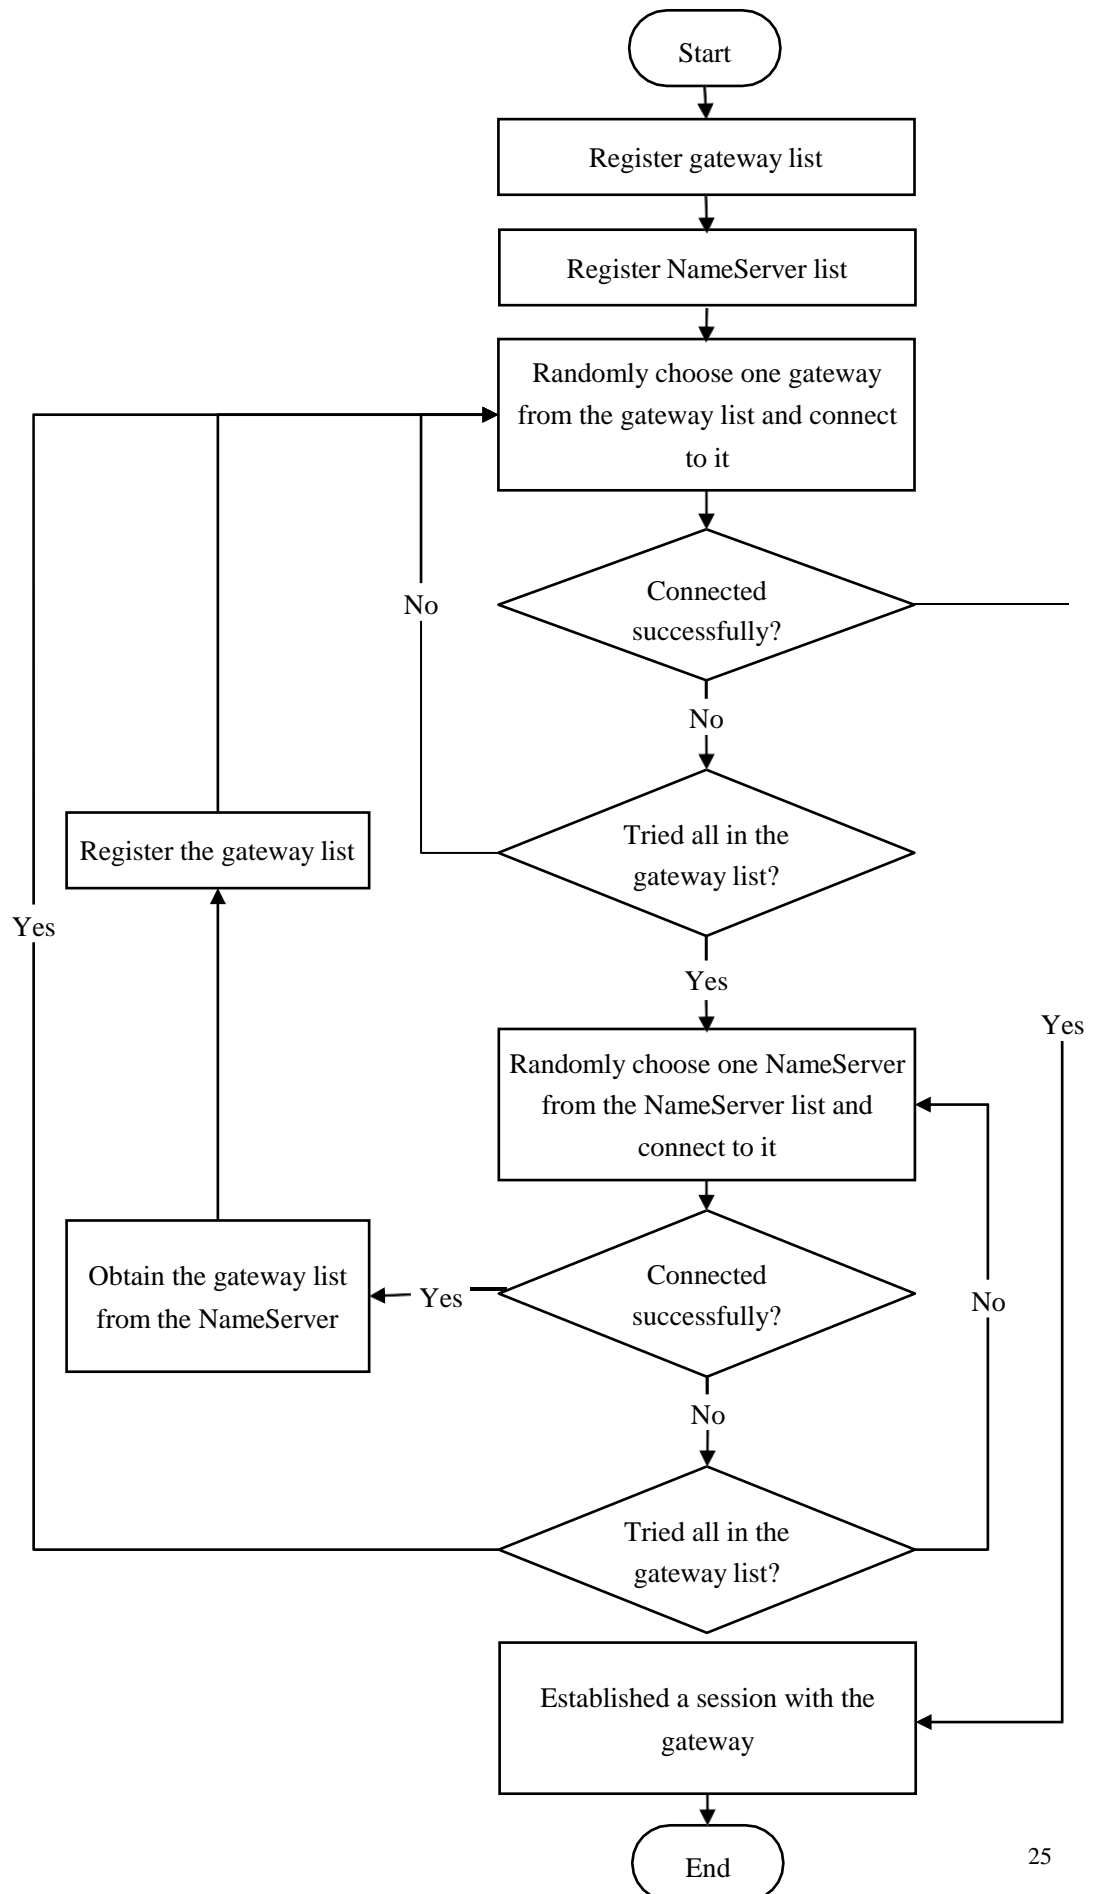 Start
Register gateway list
Register NameServer list
Randomly choose one gateway
from the gateway list and connect
to it
Connected
successfully?
No
No
Tried all in the
gateway list?
Register the gateway list
Yes
Yes
Yes
Randomly choose one NameServer
from the NameServer list and
connect to it
Obtain the gateway list
from the NameServer
Yes
Connected
successfully?
No
No
Tried all in the
gateway list?
Established a session with the
gateway
End
25